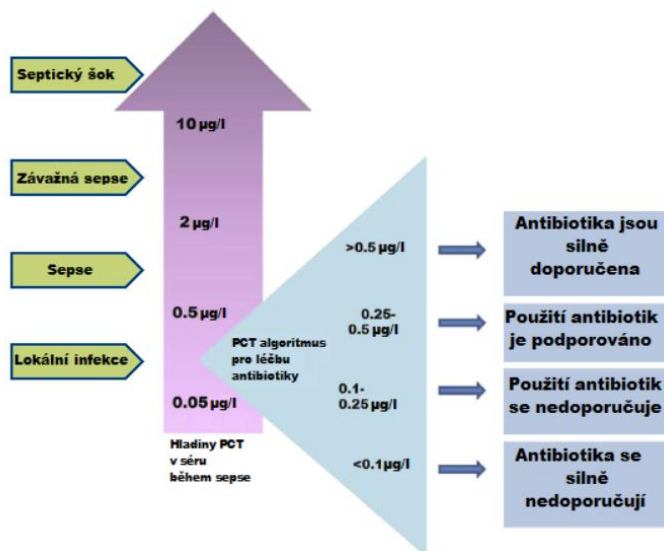 Septický šok
Závažná sepse
Sepse
Lokální infekce
10 µg/l
2 µg/l
0.5 µg/l
0.05 µg/l
Hladiny PCT
v séru
během sepse
PCT algoritmus
pro léčbu
antibiotiky
>0.5 µg/l
0.25-
0.5 µg/l
0.1-
0.25 µg/l
<0.1 µg/l
Antibiotika jsou
silně
doporučena
Použití antibiotik
je podporováno
Použití antibiotik
se nedoporučuje
Antibiotika se
silně
nedoporučují